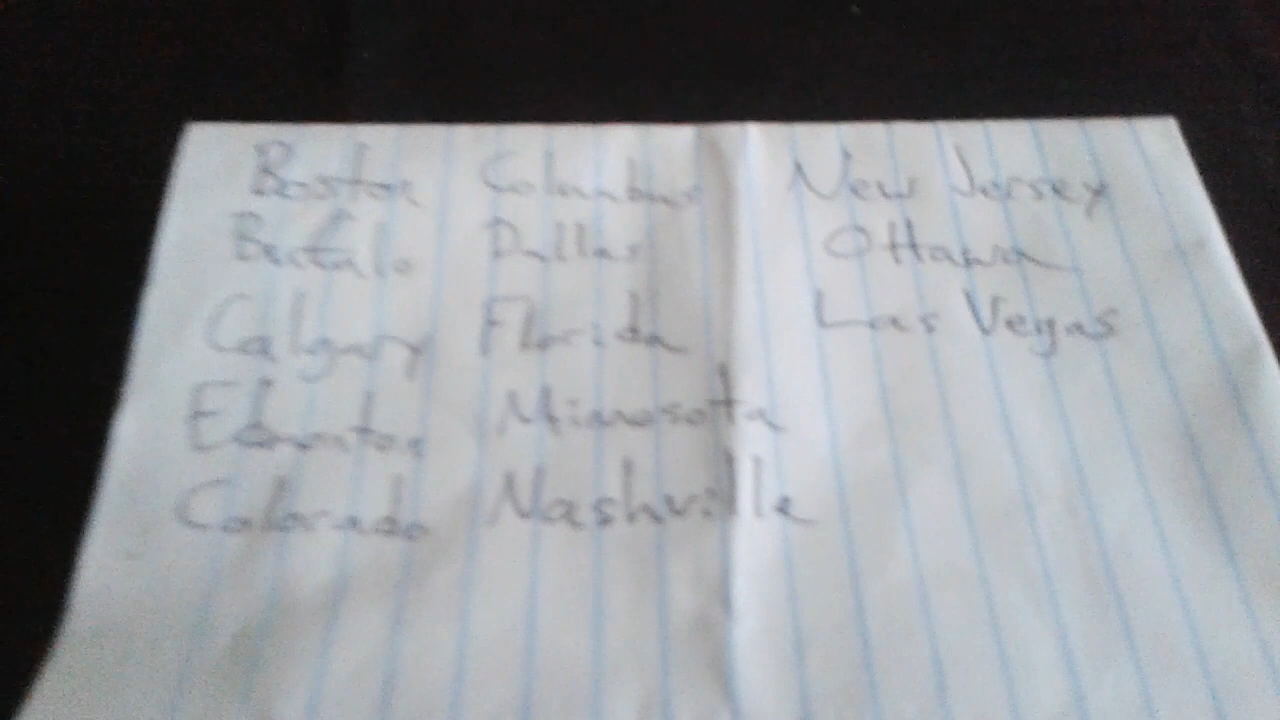 Boston Columbus New Jersey
Buffalo Dallas Ottawa
Calgary Florida Las Vegas
Edmonton Minnesota
Colorado Nashville